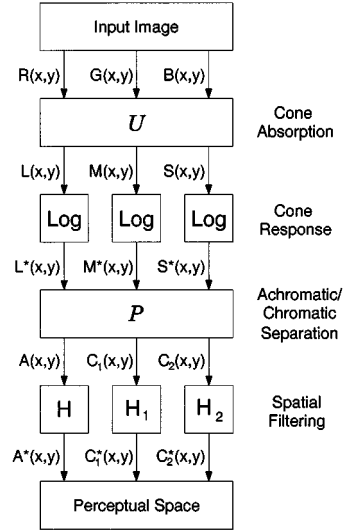 Input Image
R(x,y) G(x,y) B(x,y)
U
Cone
Absorption
L(x,y) M(x,y) S(x,y)
Log Log Log
Cone
Response
L*(x,y) M*(x,y) S*(x,y)
P
Achromatic/
Chromatic
Separation
A(x,y) C₁(x,y) C₂(x,y)
H H₁ H₂
Spatial
Filtering
A*(x,y) C₁*(x,y) C₂*(x,y)
Perceptual Space